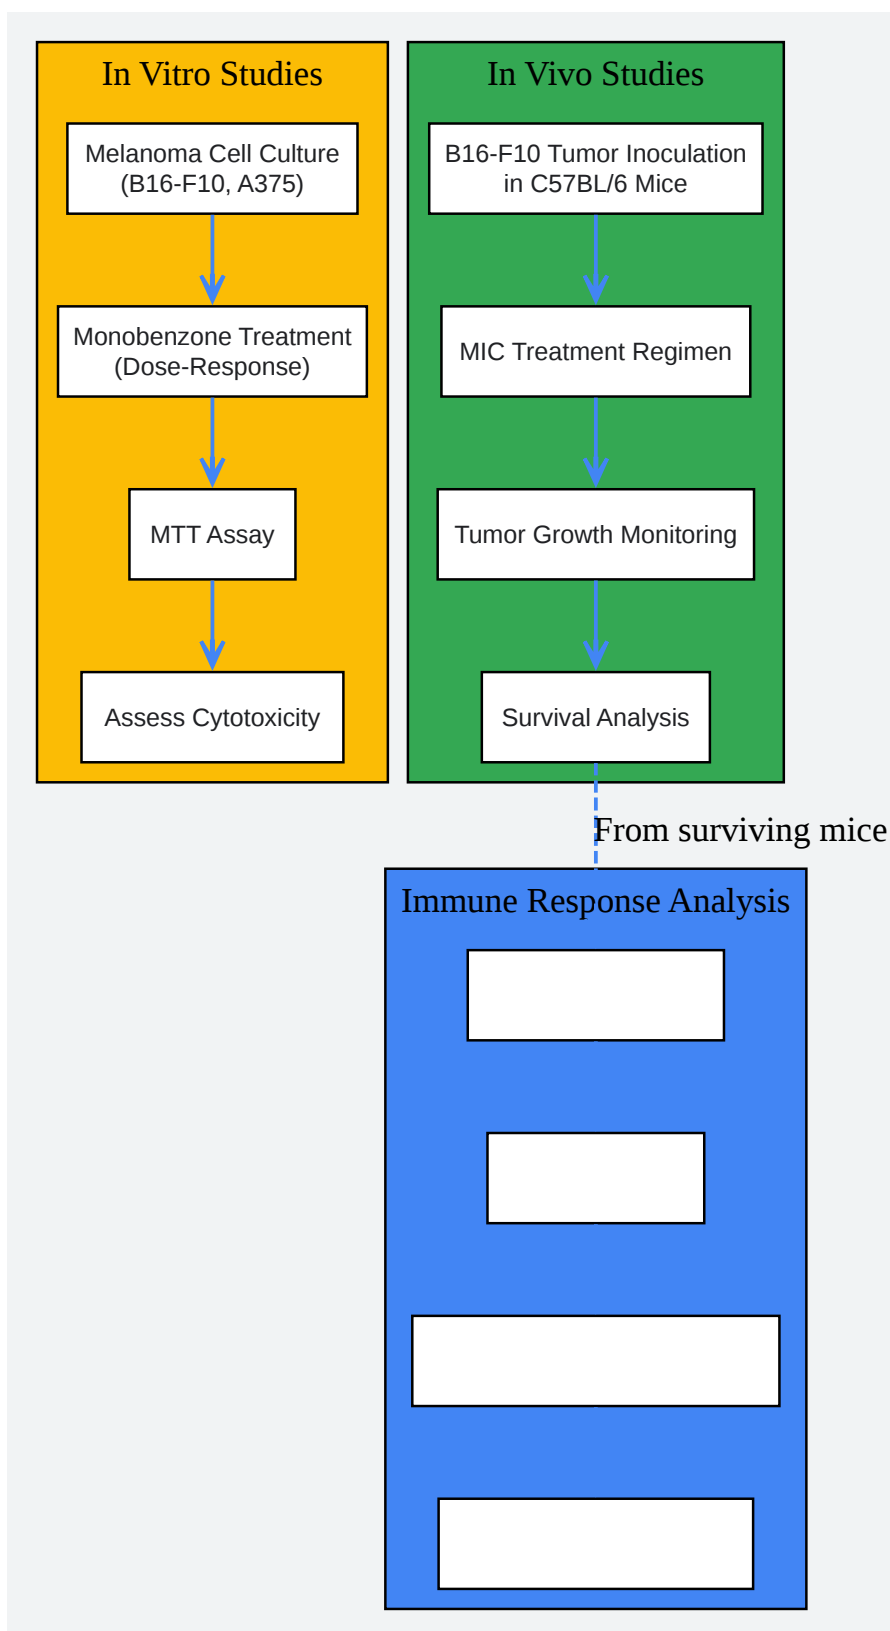 In Vitro Studies
Melanoma Cell Culture
(B16-F10, A375)
Monobenzone Treatment
(Dose-Response)
MTT Assay
Assess Cytotoxicity
In Vivo Studies
B16-F10 Tumor Inoculation
in C57BL/6 Mice
MIC Treatment Regimen
Tumor Growth Monitoring
Survival Analysis
From surviving mice
Immune Response Analysis